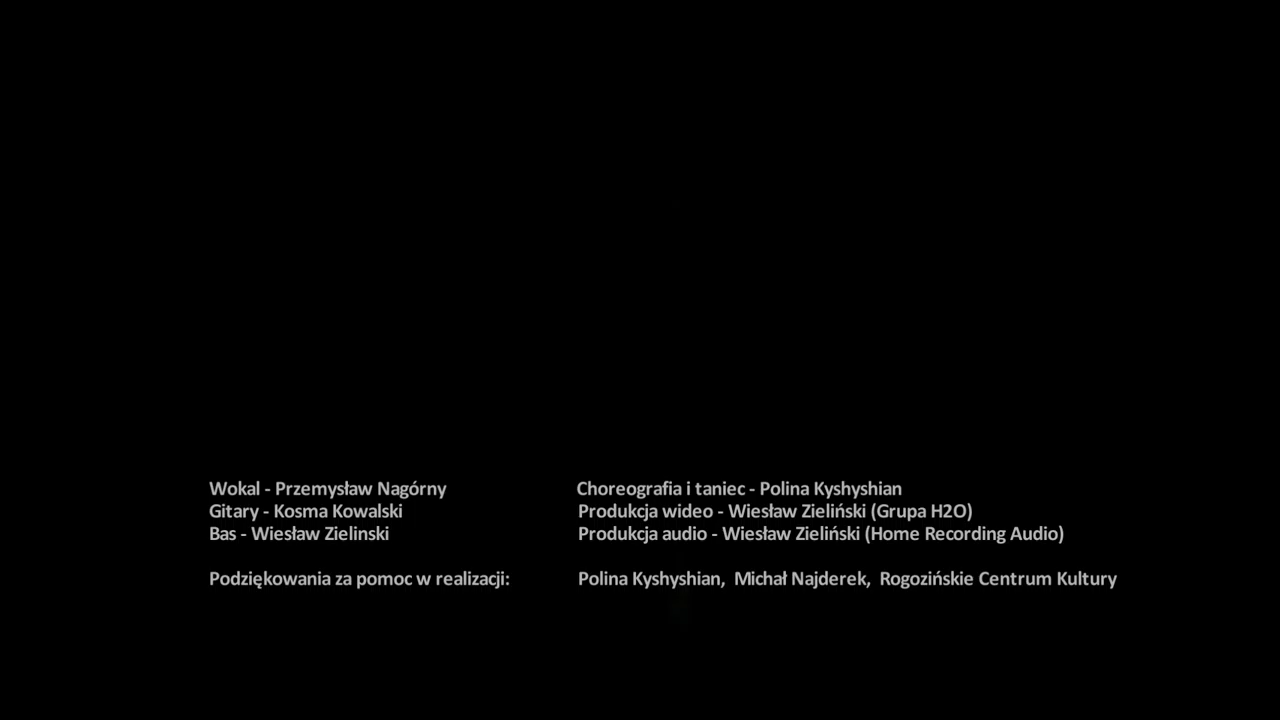 Wokal - Przemysław Nagórny
Gitary - Kosma Kowalski
Bas - Wiesław Zielinski
Choreografia i taniec - Polina Kyshyshian
Produkcja wideo - Wiesław Zieliński (Grupa H2O)
Produkcja audio - Wiesław Zieliński (Home Recording Audio)
Podziękowania za pomoc w realizacji:
Polina Kyshyshian, Michał Najderek, Rogozińskie Centrum Kultury